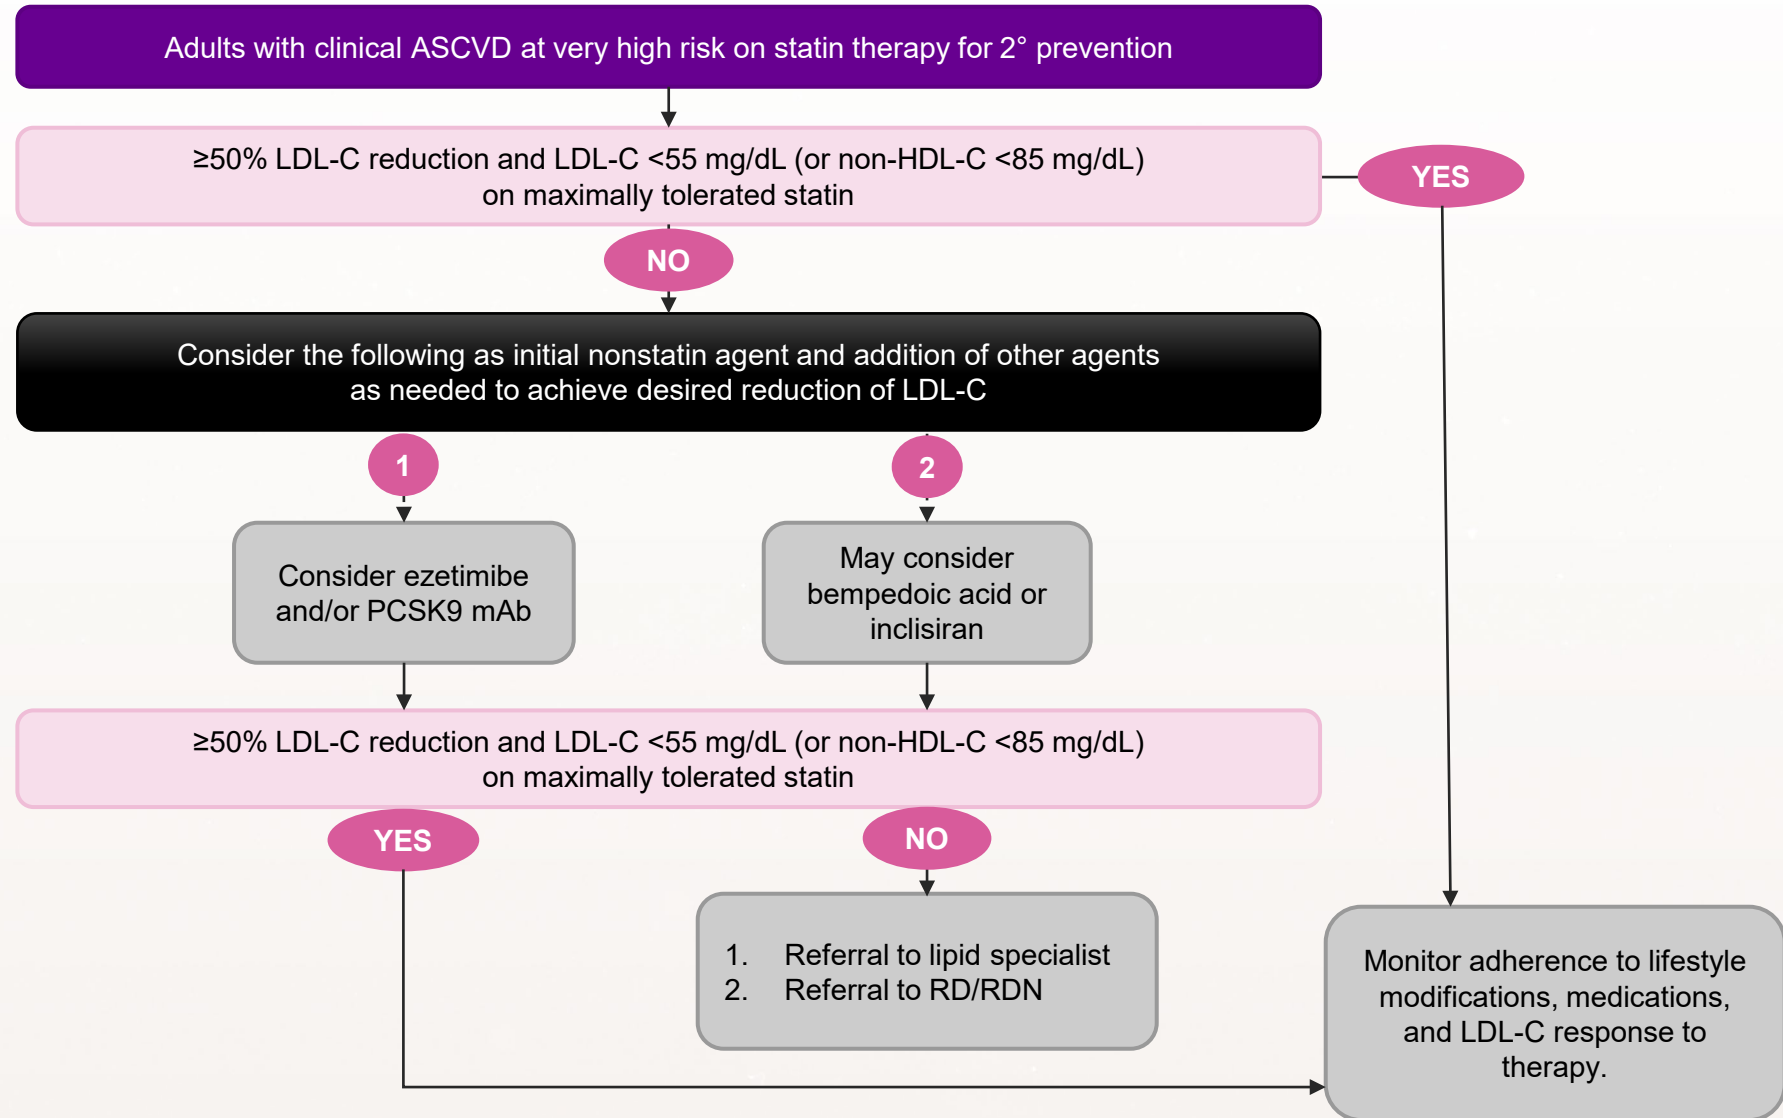 Adults with clinical ASCVD at very high risk on statin therapy for 2° prevention
≥50% LDL-C reduction and LDL-C <55 mg/dL (or non-HDL-C <85 mg/dL)
on maximally tolerated statin
YES
NO
Consider the following as initial nonstatin agent and addition of other agents
as needed to achieve desired reduction of LDL-C
1
2
Consider ezetimibe
and/or PCSK9 mAb
May consider
bempedoic acid or
inclisiran
≥50% LDL-C reduction and LDL-C <55 mg/dL (or non-HDL-C <85 mg/dL)
on maximally tolerated statin
YES
NO
1. Referral to lipid specialist
2. Referral to RD/RDN
Monitor adherence to lifestyle
modifications, medications,
and LDL-C response to
therapy.